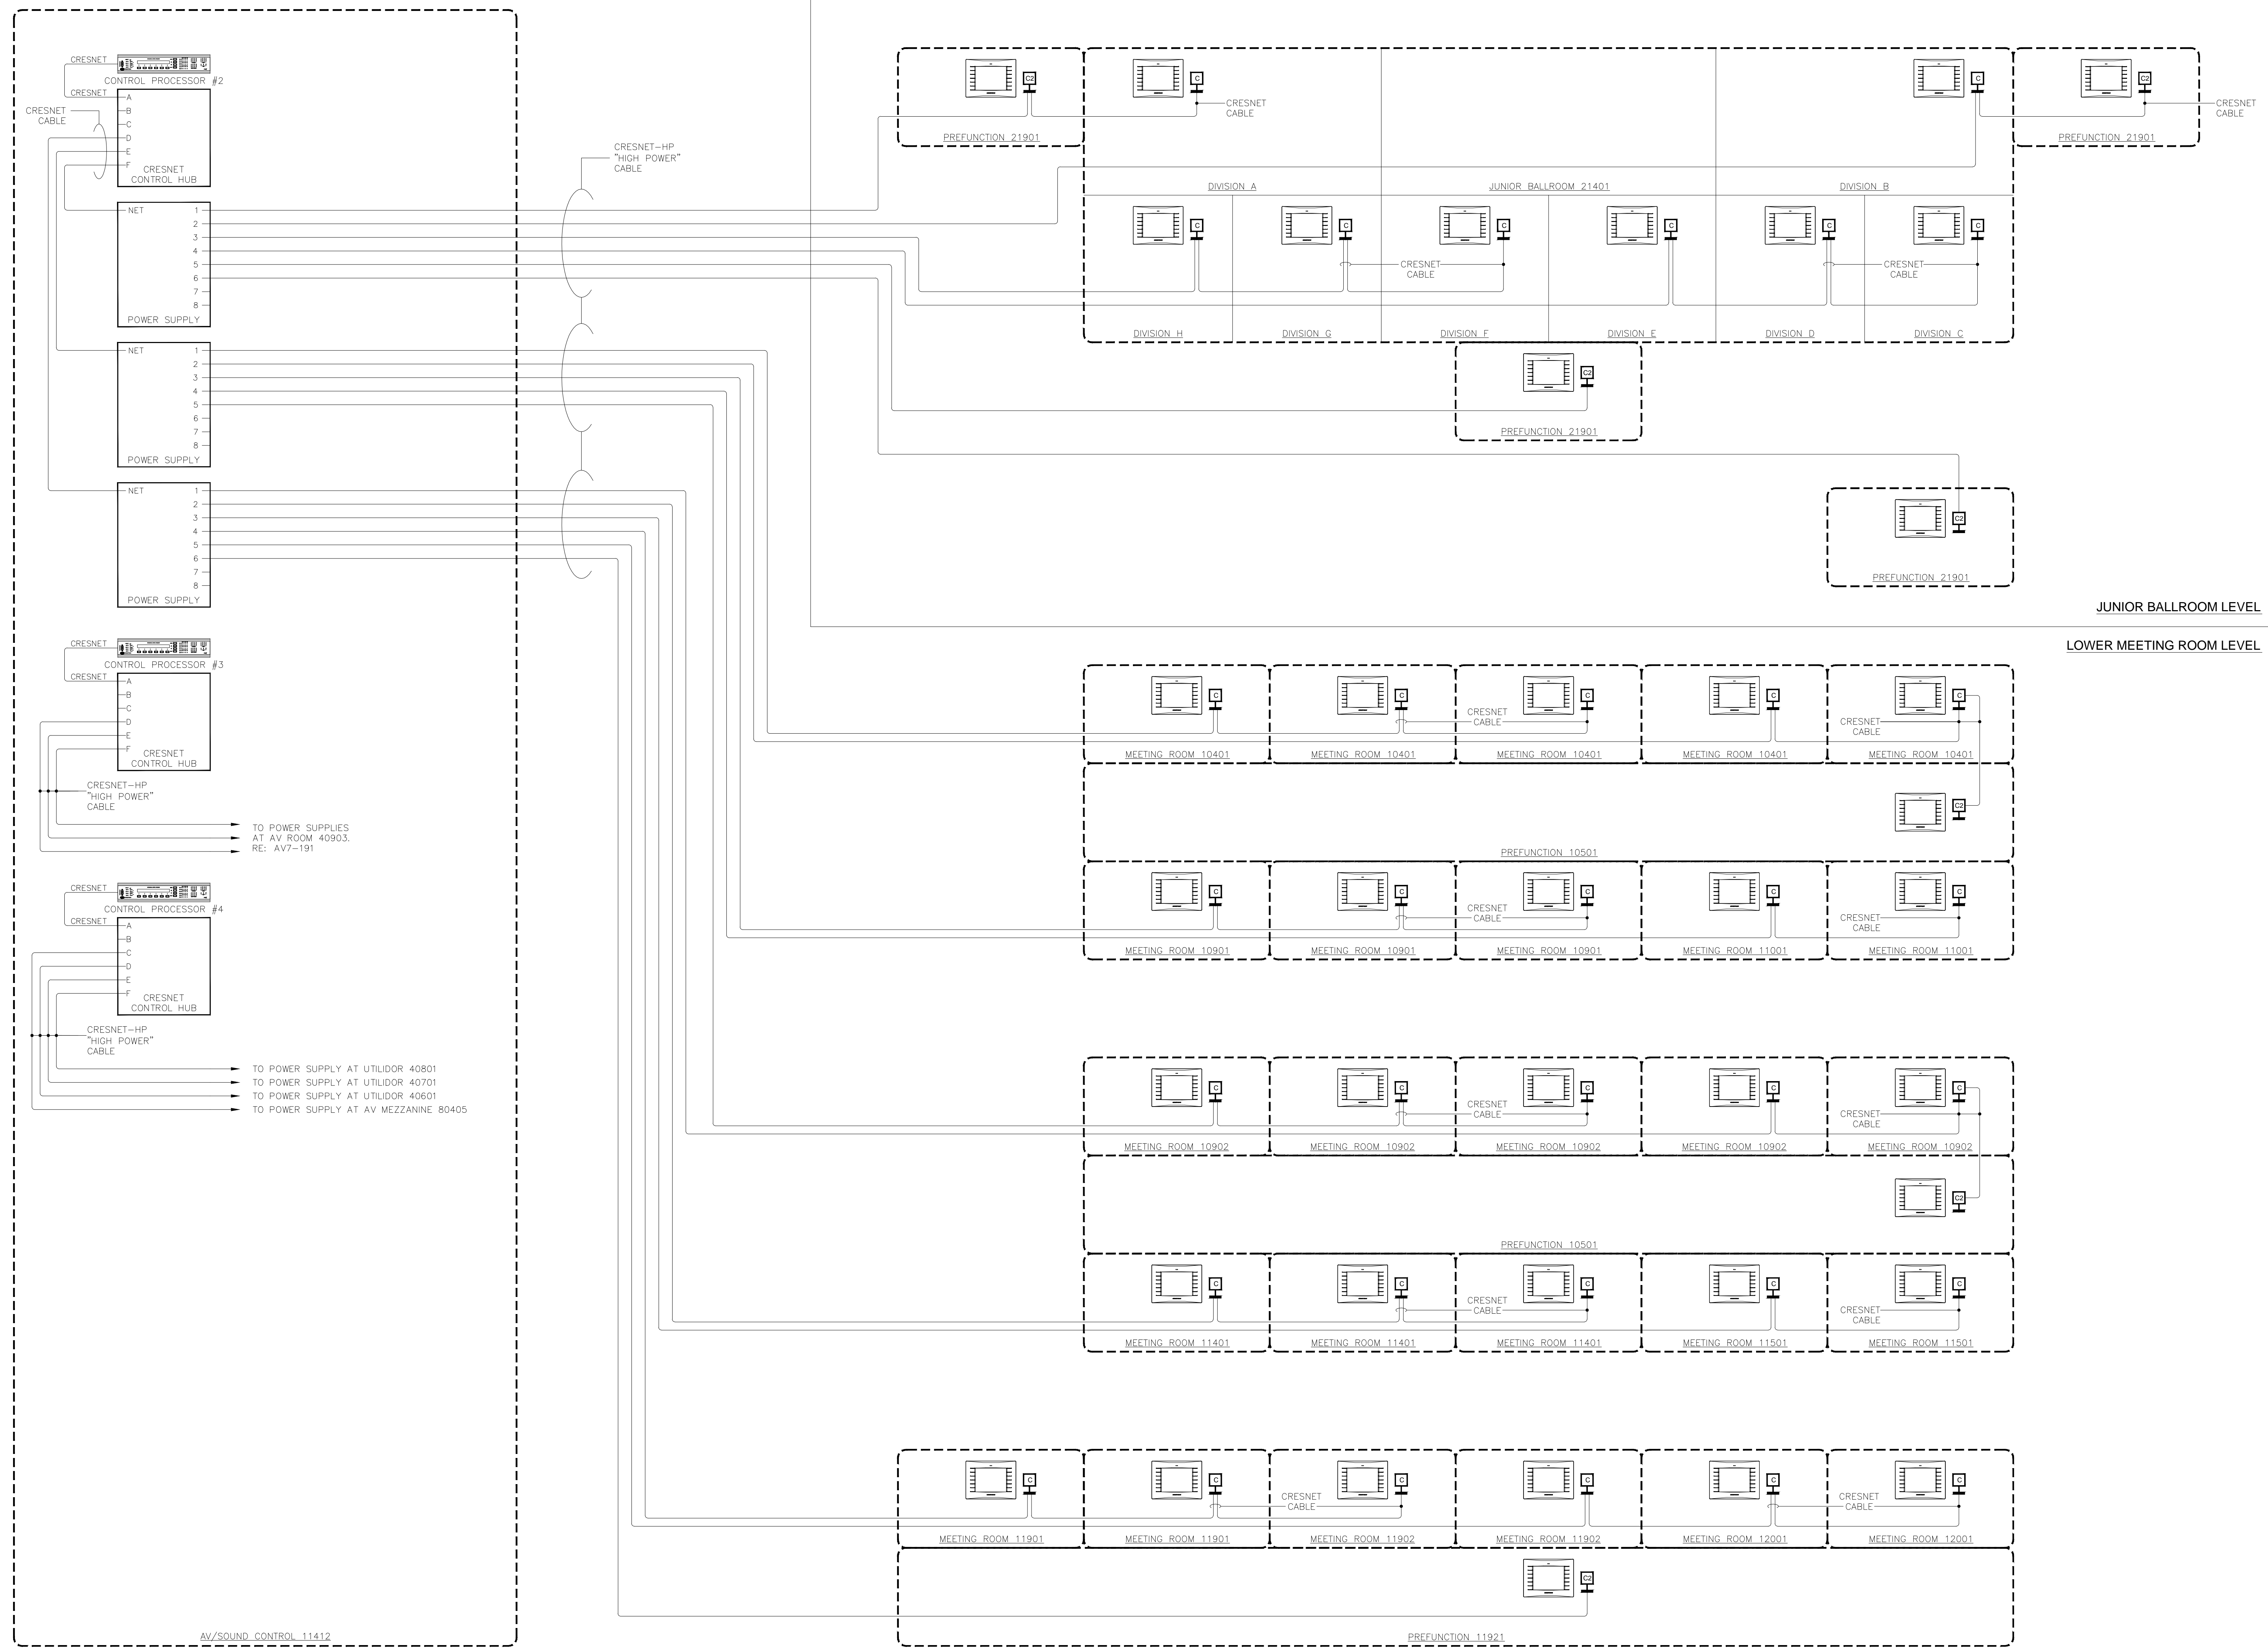 CRESNET
CONTROL PROCESSOR #2
CRESNET
A
B
C
D
E
F
CRESNET
CABLE
CRESNET
CONTROL HUB
NET
1
2
3
4
5
6
7
8
POWER SUPPLY
NET
1
2
3
4
5
6
7
8
POWER SUPPLY
NET
1
2
3
4
5
6
7
8
POWER SUPPLY
CRESNET
CONTROL PROCESSOR #3
CRESNET
A
B
C
D
E
F
CRESNET
CONTROL HUB
CRESNET-HP
"HIGH POWER"
CABLE
TO POWER SUPPLIES
AT AV ROOM 40903.
RE: AV7-191
CRESNET
CONTROL PROCESSOR #4
CRESNET
A
B
C
D
E
F
CRESNET
CONTROL HUB
CRESNET-HP
"HIGH POWER"
CABLE
TO POWER SUPPLY AT UTILIDOR 40801
TO POWER SUPPLY AT UTILIDOR 40701
TO POWER SUPPLY AT UTILIDOR 40601
TO POWER SUPPLY AT AV MEZZANINE 80405
AV/SOUND CONTROL 11412
CRESNET-HP
"HIGH POWER"
CABLE
C2
PREFUNCTION 21901
C
CRESNET
CABLE
C
C2
CRESNET
CABLE
PREFUNCTION 21901
DIVISION A
JUNIOR BALLROOM 21401
DIVISION B
C
C
C
C
C
C
CRESNET
CABLE
CRESNET
CABLE
DIVISION H
DIVISION G
DIVISION F
DIVISION E
DIVISION D
DIVISION C
C2
PREFUNCTION 21901
C2
PREFUNCTION 21901
JUNIOR BALLROOM LEVEL
LOWER MEETING ROOM LEVEL
C
C
C
C
C
CRESNET
CABLE
CRESNET
CABLE
MEETING ROOM 10401
MEETING ROOM 10401
MEETING ROOM 10401
MEETING ROOM 10401
MEETING ROOM 10401
C2
PREFUNCTION 10501
C
C
C
C
C
CRESNET
CABLE
CRESNET
CABLE
MEETING ROOM 10901
MEETING ROOM 10901
MEETING ROOM 10901
MEETING ROOM 11001
MEETING ROOM 11001
C
C
C
C
C
CRESNET
CABLE
CRESNET
CABLE
MEETING ROOM 10902
MEETING ROOM 10902
MEETING ROOM 10902
MEETING ROOM 10902
MEETING ROOM 10902
C2
PREFUNCTION 10501
C
C
C
C
C
CRESNET
CABLE
CRESNET
CABLE
MEETING ROOM 11401
MEETING ROOM 11401
MEETING ROOM 11401
MEETING ROOM 11501
MEETING ROOM 11501
C
C
C
C
C
C
CRESNET
CABLE
CRESNET
CABLE
MEETING ROOM 11901
MEETING ROOM 11901
MEETING ROOM 11902
MEETING ROOM 11902
MEETING ROOM 12001
MEETING ROOM 12001
C2
PREFUNCTION 11921